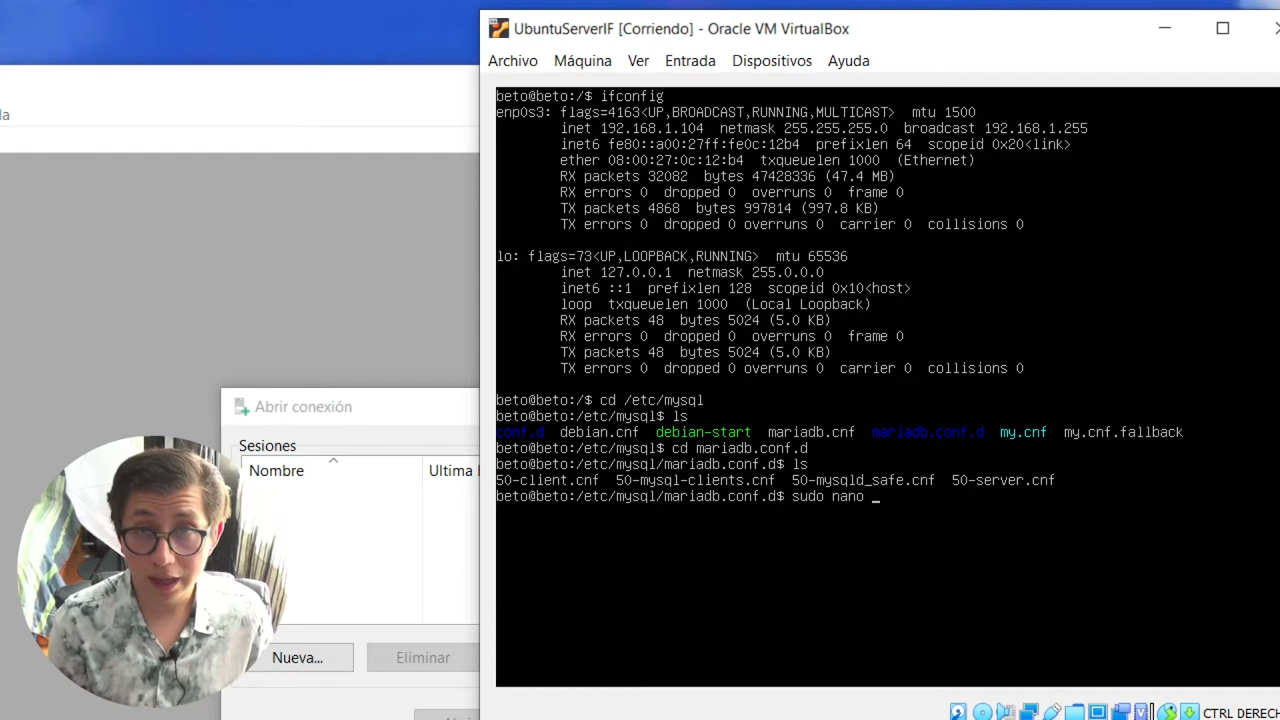 UbuntuServerIF [Corriendo] - Oracle VM VirtualBox
Archivo Máquina Ver Entrada Dispositivos Ayuda
beto@beto:/$ ifconfig
enp0s3: flags=4163<UP,BROADCAST,RUNNING,MULTICAST> mtu 1500
inet 192.168.1.104 netmask 255.255.255.0 broadcast 192.168.1.255
inet6 fe80::a00:27ff:fe0c:12b4 prefixlen 64 scopeid 0x20<link>
ether 08:00:27:0c:12:b4 txqueuelen 1000 (Ethernet)
RX packets 32082 bytes 47428336 (47.4 MB)
RX errors 0 dropped 0 overruns 0 frame 0
TX packets 4868 bytes 997814 (997.8 KB)
TX errors 0 dropped 0 overruns 0 carrier 0 collisions 0
lo: flags=73<UP,LOOPBACK,RUNNING> mtu 65536
inet 127.0.0.1 netmask 255.0.0.0
inet6 ::1 prefixlen 128 scopeid 0x10<host>
loop txqueuelen 1000 (Local Loopback)
RX packets 48 bytes 5024 (5.0 KB)
RX errors 0 dropped 0 overruns 0 frame 0
TX packets 48 bytes 5024 (5.0 KB)
TX errors 0 dropped 0 overruns 0 carrier 0 collisions 0
beto@beto:/$ cd /etc/mysql
beto@beto:/etc/mysql$ ls
conf.d debian.cnf debian-start mariadb.cnf mariadb.conf.d my.cnf my.cnf.fallback
beto@beto:/etc/mysql$ cd mariadb.conf.d
beto@beto:/etc/mysql/mariadb.conf.d$ ls
50-client.cnf 50-mysql-clients.cnf 50-mysqld_safe.cnf 50-server.cnf
beto@beto:/etc/mysql/mariadb.conf.d$ sudo nano _
CTRL DERECH
Abrir conexión
Sesiones
Nombre Ultima
Nueva... Eliminar